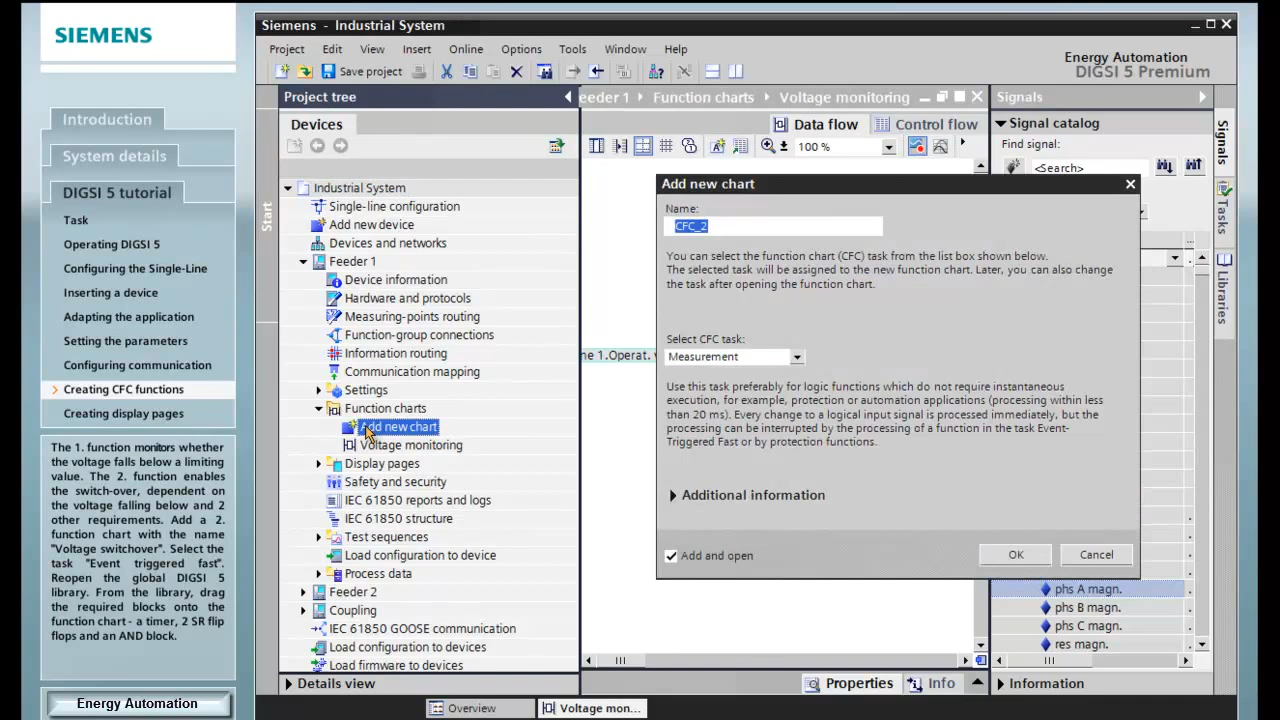 SIEMENS
Introduction
System details
DIGSI 5 tutorial
Task
Operating DIGSI 5
Configuring the Single-Line
Inserting a device
Adapting the application
Setting the parameters
Configuring communication
Creating CFC functions
Creating display pages
The 1. function monitors whether
the voltage falls below a limiting
value. The 2. function enables
the switch-over, dependent on
the voltage falling below and 2
other requirements. Add a 2.
function chart with the name
"Voltage switchover". Select the
task "Event triggered fast".
Reopen the global DIGSI 5
library. From the library, drag
the required blocks onto the
function chart - a timer, 2 SR flip
flops and an AND block.
Energy Automation
Siemens - Industrial System
Project Edit View Insert Online Options Tools Window Help
Save project
Energy Automation
DIGSI 5 Premium
Project tree
Devices
Start
Industrial System
Single-line configuration
Add new device
Devices and networks
Feeder 1
Device information
Hardware and protocols
Measuring-points routing
Function-group connections
Information routing
Communication mapping
Settings
Function charts
Add new chart
Voltage monitoring
Display pages
Safety and security
IEC 61850 reports and logs
IEC 61850 structure
Test sequences
Load configuration to device
Process data
Feeder 2
Coupling
IEC 61850 GOOSE communication
Load configuration to devices
Load firmware to devices
Details view
eeder 1 Function charts Voltage monitoring
Data flow Control flow
100 %
ne 1.Operat.
Add new chart
Name:
CFC_2
You can select the function chart (CFC) task from the list box shown below.
The selected task will be assigned to the new function chart. Later, you can also change
the task after opening the function chart.
Select CFC task:
Measurement
Use this task preferably for logic functions which do not require instantaneous
execution, for example, protection or automation applications (processing within less
than 20 ms). Every change to a logical input signal is processed immediately, but the
processing can be interrupted by the processing of a function in the task Event-
Triggered Fast or by protection functions.
Additional information
Add and open
OK
Cancel
Signals
Signal catalog
Find signal:
<Search>
phs A magn.
phs B magn.
phs C magn.
res magn.
Information
Signals
Tasks
Libraries
Properties
Info
Overview
Voltage mon...